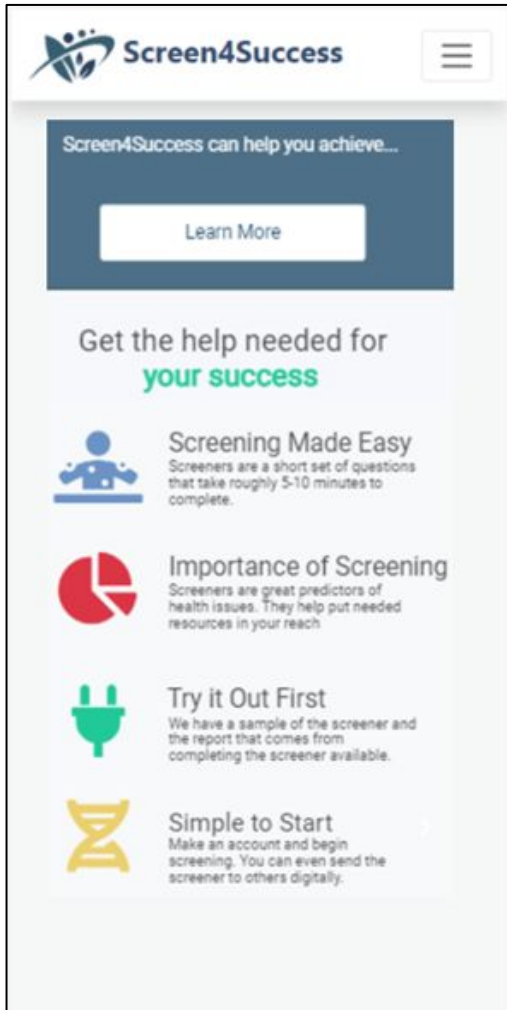 Screen4Success
Screen4Success can help you achieve...
Learn More
Get the help needed for
your success
Screening Made Easy
Screeners are a short set of questions
that take roughly 5-10 minutes to
complete.
Importance of Screening
Screeners are great predictors of
health issues. They help put needed
resources in your reach
Try it Out First
We have a sample of the screener and
the report that comes from
completing the screener available.
Simple to Start
Make an account and begin
screening. You can even send the
screener to others digitally.